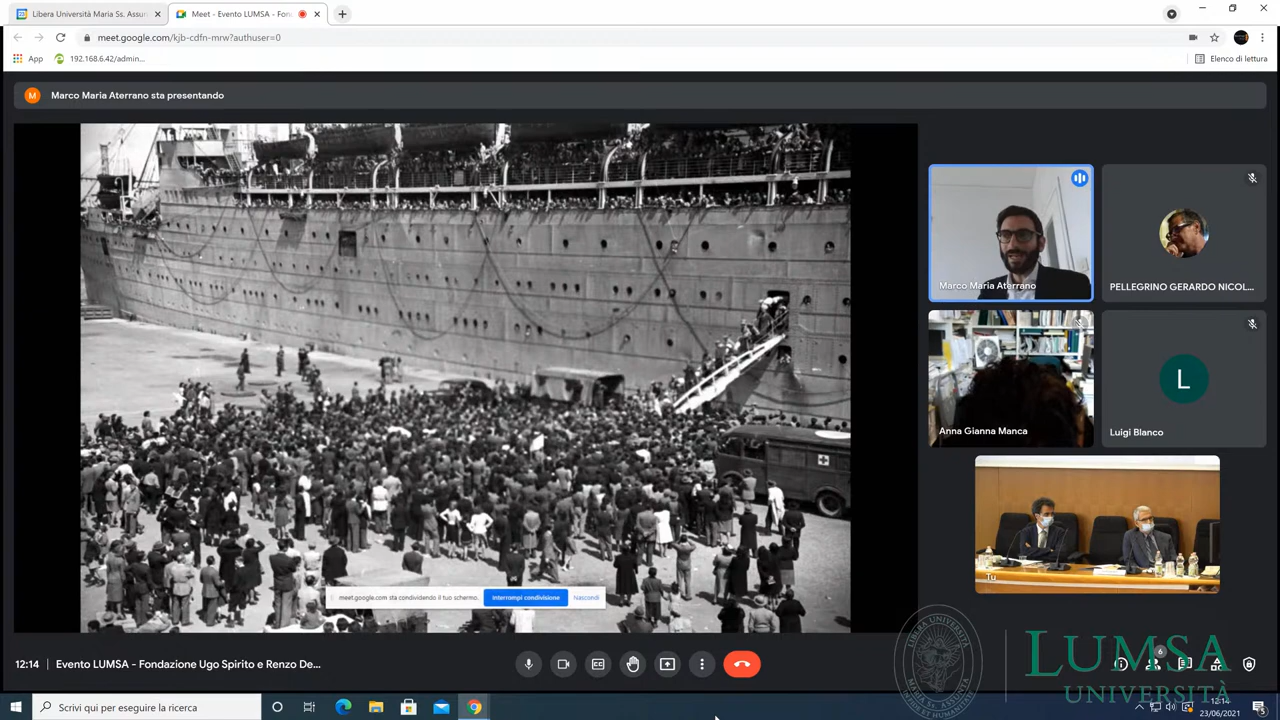 Libera Università Maria Ss. Assun
Meet - Evento LUMSA - Fon
meet.google.com/kjb-cdfn-mrw?authuser=0
App
192.168.6.42/admin...
Elenco di lettura
M
Marco Maria Aterrano sta presentando
Marco Maria Aterrano
PELLEGRINO GERARDO NICOL...
Anna Gianna Manca
L
Luigi Blanco
Tu
meet.google.com sta condividendo il tuo schermo.
Interrompi condivisione
Nascondi
12:14
Evento LUMSA - Fondazione Ugo Spirito e Renzo De...
6
LUMSA
UNIVERSITÀ
Scrivi qui per eseguire la ricerca
12:14
23/06/2021